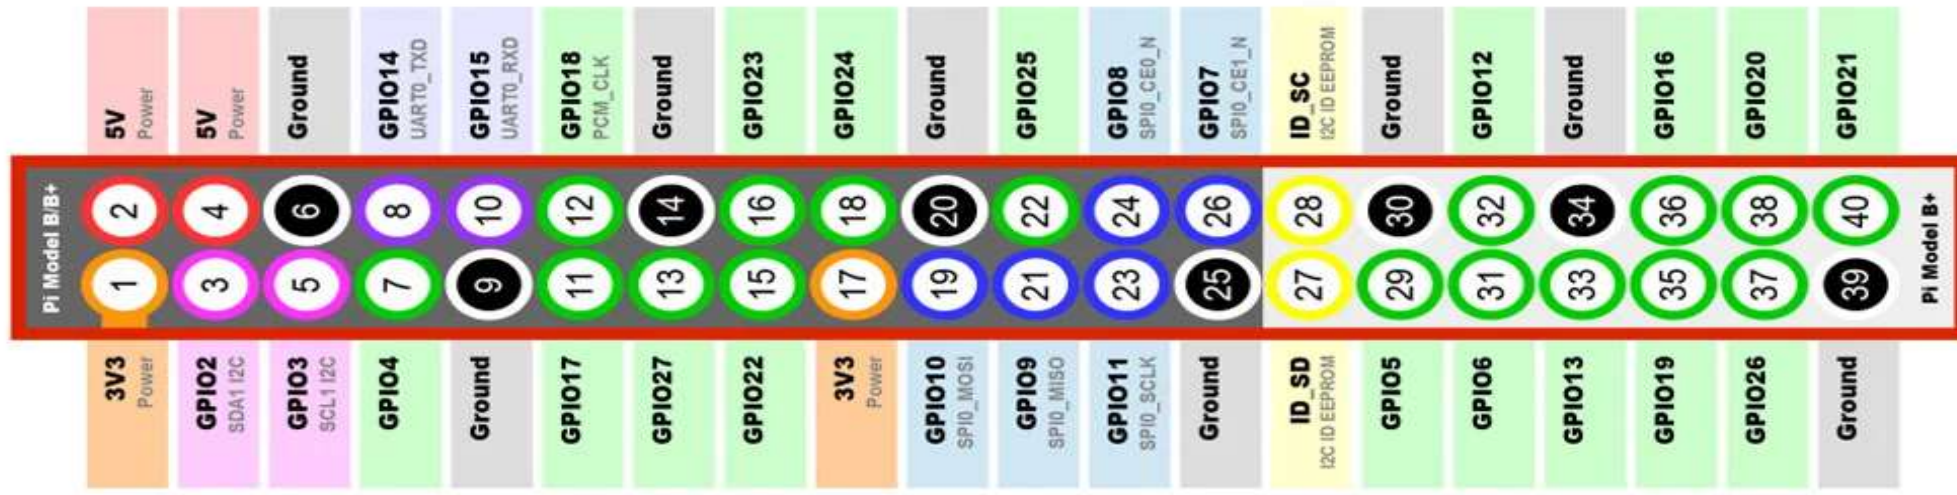 5V
Power
5V
Power
Ground
GPIO14
UART0_TXD
GPIO15
UART0_RXD
GPIO18
PCM_CLK
Ground
GPIO23
GPIO24
Ground
GPIO25
GPIO8
SPI0_CE0_N
GPIO7
SPI0_CE1_N
ID_SC
I2C ID EEPROM
Ground
GPIO12
Ground
GPIO16
GPIO20
GPIO21
Pi Model B/B+
2
4
6
8
10
12
14
16
18
20
22
24
26
28
30
32
34
36
38
40
1
3
5
7
9
11
13
15
17
19
21
23
25
27
29
31
33
35
37
39
Pi Model B+
3V3
Power
GPIO2
SDA1 I2C
GPIO3
SCL1 I2C
GPIO4
Ground
GPIO17
GPIO27
GPIO22
3V3
Power
GPIO10
SPI0_MOSI
GPIO9
SPI0_MISO
GPIO11
SPI0_SCLK
Ground
ID_SD
I2C ID EEPROM
GPIO5
GPIO6
GPIO13
GPIO19
GPIO26
Ground